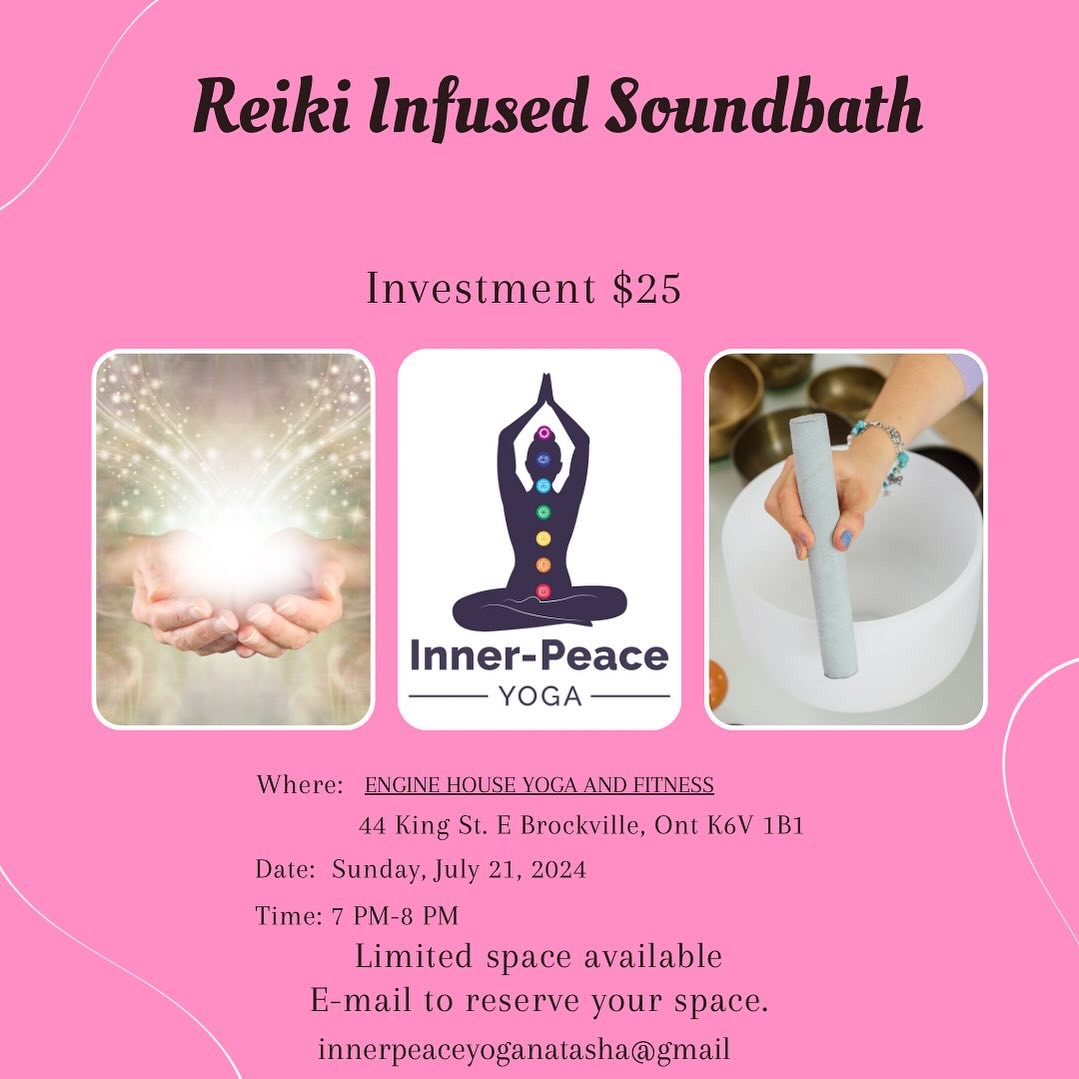 Reiki Infused Soundbath
Investment $25
Inner-Peace
YOGA
Where: ENGINE HOUSE YOGA AND FITNESS
44 King St. E Brockville, Ont K6V 1B1
Date: Sunday, July 21, 2024
Time: 7 PM-8 PM
Limited space available
E-mail to reserve your space.
innerpeaceyoganatasha@gmail